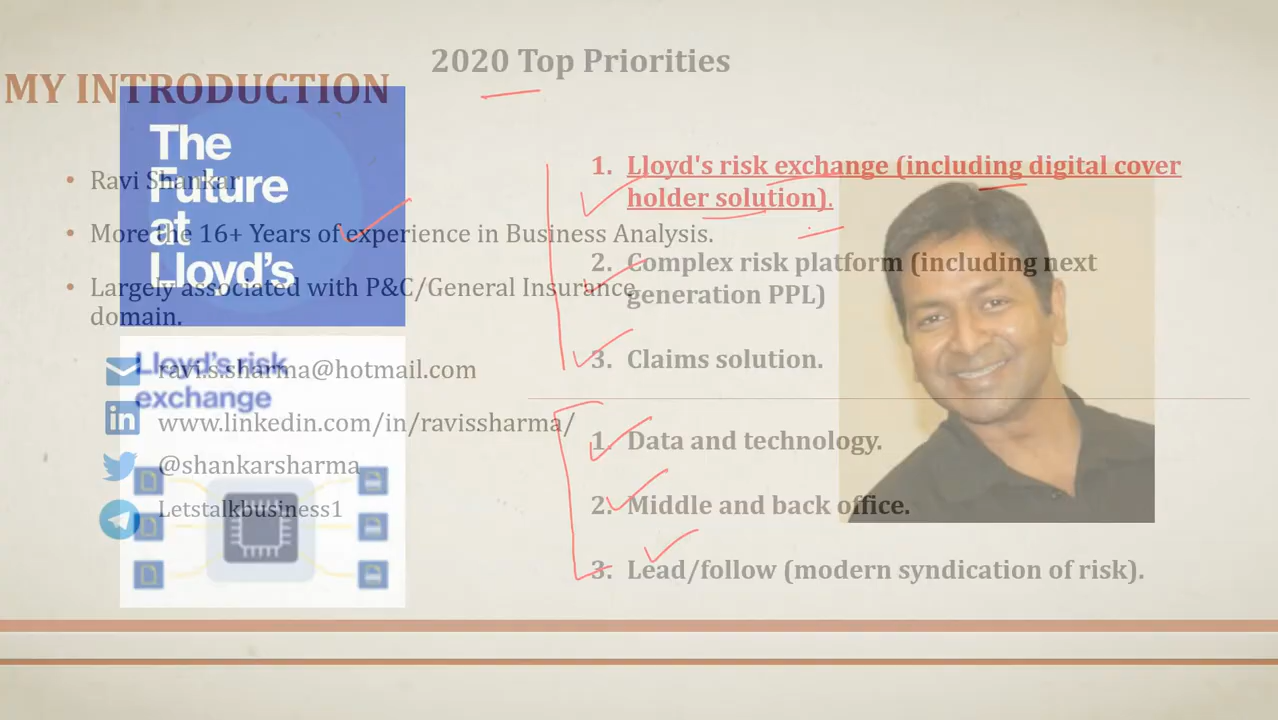 2020 Top Priorities
MY INTRODUCTION
The
Future
at
Lloyd's
• Ravi Shankar
• More the 16+ Years of experience in Business Analysis.
• Largely associated with P&C/General Insurance
domain.
Lloyd's risk
exchange
ravi.s.sharma@hotmail.com
www.linkedin.com/in/ravissharma/
@shankarsharma
Letstalkbusiness1
1. Lloyd's risk exchange (including digital cover
holder solution).
2. Complex risk platform (including next
generation PPL)
3. Claims solution.
1. Data and technology.
2. Middle and back office.
3. Lead/follow (modern syndication of risk).